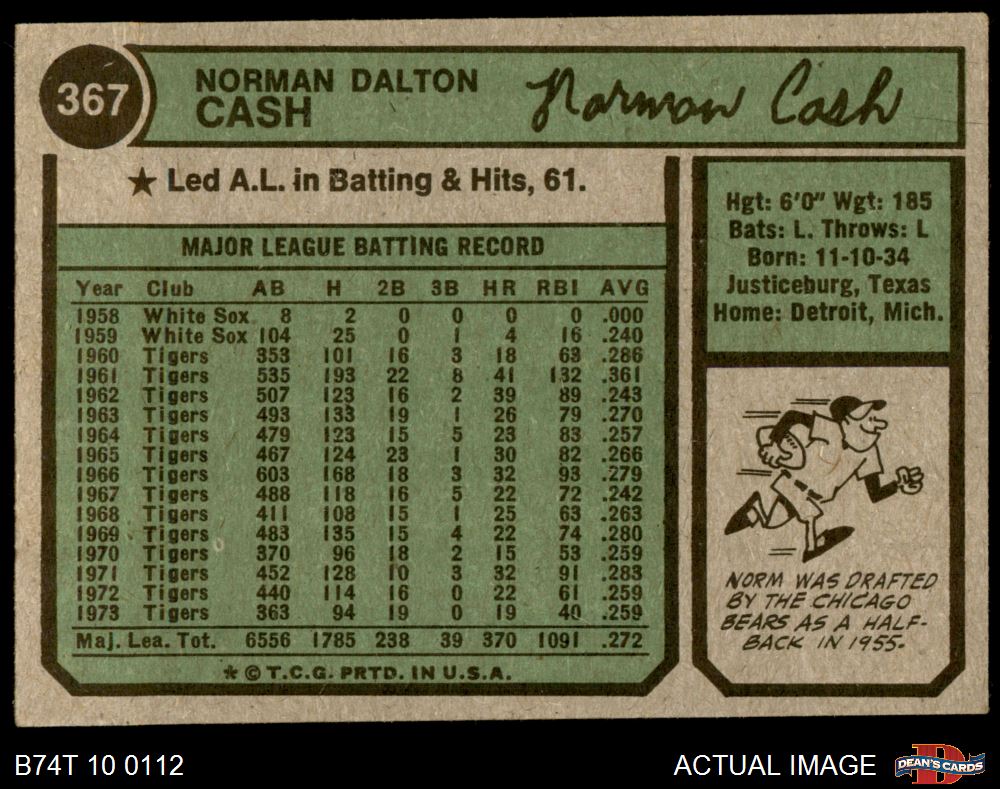 367
NORMAN DALTON
CASH
Norman Cash
★ Led A.L. in Batting & Hits, 61.
MAJOR LEAGUE BATTING RECORD
Year Club AB H 2B 3B HR RBI AVG
1958 White Sox 8 2 0 0 0 0 .000
1959 White Sox 104 25 0 1 4 16 .240
1960 Tigers 353 101 16 3 18 63 .286
1961 Tigers 535 193 22 8 41 132 .361
1962 Tigers 507 123 16 2 39 89 .243
1963 Tigers 493 133 19 1 26 79 .270
1964 Tigers 479 123 15 5 23 83 .257
1965 Tigers 467 124 23 1 30 82 .266
1966 Tigers 603 168 18 3 32 93 .279
1967 Tigers 488 118 16 5 22 72 .242
1968 Tigers 411 108 15 1 25 63 .263
1969 Tigers 483 135 15 4 22 74 .280
1970 Tigers 370 96 18 2 15 53 .259
1971 Tigers 452 128 10 3 32 91 .283
1972 Tigers 440 114 16 0 22 61 .259
1973 Tigers 363 94 19 0 19 40 .259
Maj. Lea. Tot. 6556 1785 238 39 370 1091 .272
★ © T.C.G. PRTD. IN U.S.A.
Hgt: 6'0" Wgt: 185
Bats: L. Throws: L
Born: 11-10-34
Justiceburg, Texas
Home: Detroit, Mich.
NORM WAS DRAFTED
BY THE CHICAGO
BEARS AS A HALF-
BACK IN 1955.
B74T 10 0112
ACTUAL IMAGE
DEAN'S CARDS